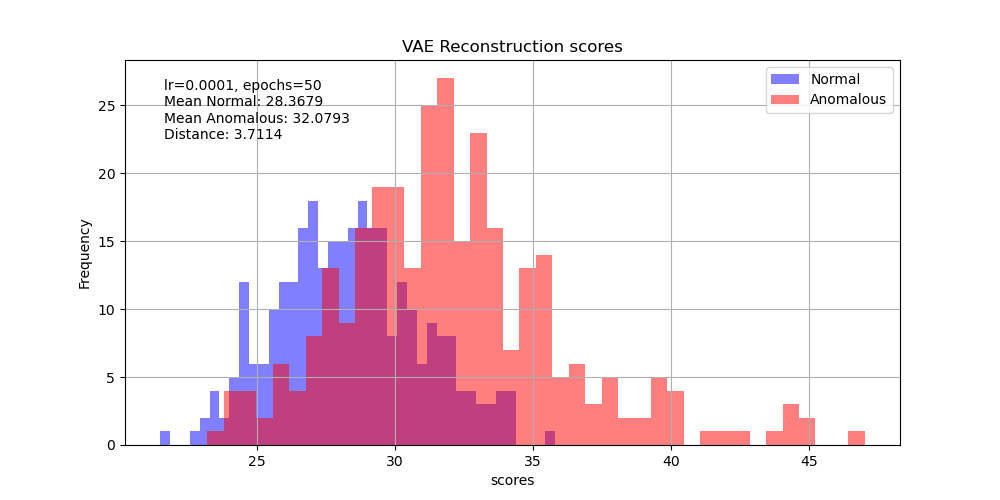 VAE Reconstruction scores
lr=0.0001, epochs=50
Mean Normal: 28.3679
Mean Anomalous: 32.0793
Distance: 3.7114
Normal
Anomalous
Frequency
25
20
15
10
5
0
25 30 35 40 45
scores